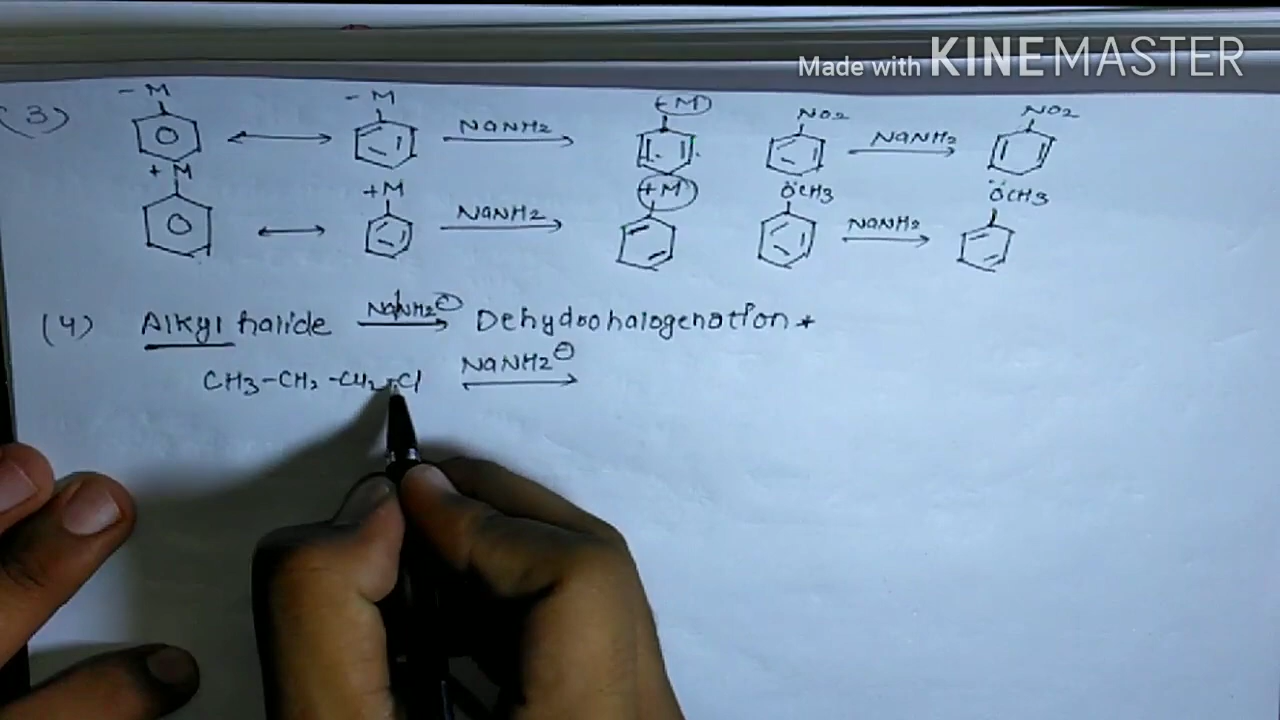 Made with KINEMASTER
(3) -M -M NaNH2 +M NO2 NaNH2 NO2
+M +M NaNH2 +M ÖCH3 NaNH2 ÖCH3
(4) Alkyl halide NaNH2⊖ Dehydrohalogenation *
CH3-CH2-CH2-Cl NaNH2⊖